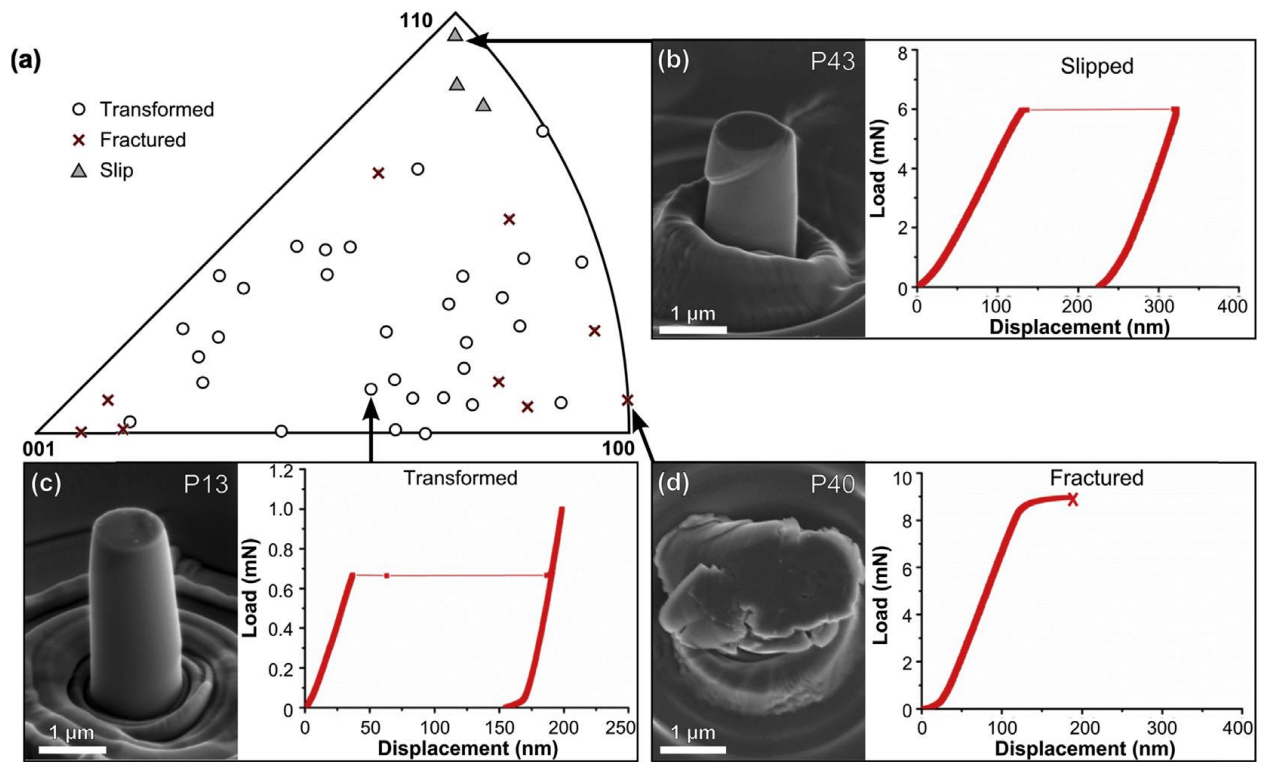 110
(a)
Transformed
Fractured
Slip
001
100
(b)
P43
1 µm
Slipped
Load (mN)
8
6
4
2
0
0 100 200 300 400
Displacement (nm)
(c)
P13
1 µm
Transformed
Load (mN)
1.2
1.0
0.8
0.6
0.4
0.2
0
0 50 100 150 200 250
Displacement (nm)
(d)
P40
1 µm
Fractured
Load (mN)
10
8
6
4
2
0
0 100 200 300 400
Displacement (nm)